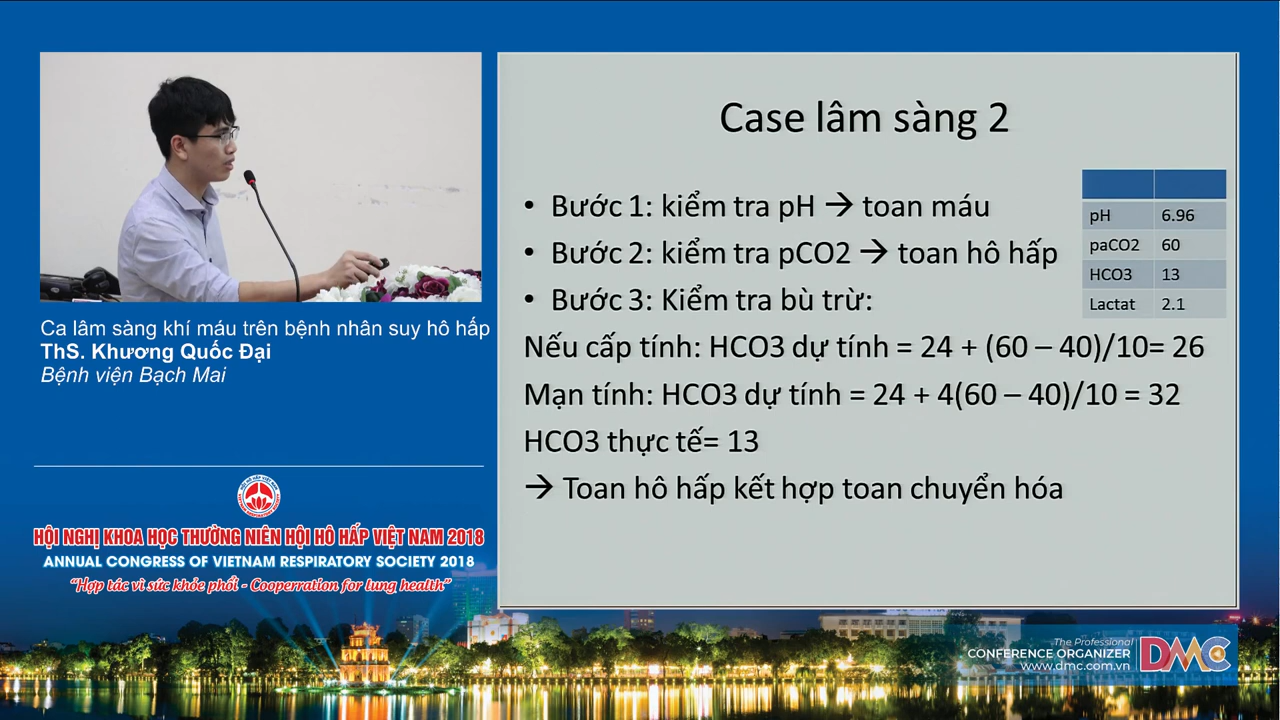 Ca lâm sàng khí máu trên bệnh nhân suy hô hấp
ThS. Khương Quốc Đại
Bệnh viện Bạch Mai
HỘI NGHỊ KHOA HỌC THƯỜNG NIÊN HỘI HÔ HẤP VIỆT NAM 2018
ANNUAL CONGRESS OF VIETNAM RESPIRATORY SOCIETY 2018
“Hợp tác vì sức khỏe phổi - Cooperration for lung health”
Case lâm sàng 2
• Bước 1: kiểm tra pH → toan máu
• Bước 2: kiểm tra pCO2 → toan hô hấp
• Bước 3: Kiểm tra bù trừ:
Nếu cấp tính: HCO3 dự tính = 24 + (60 – 40)/10= 26
Mạn tính: HCO3 dự tính = 24 + 4(60 – 40)/10 = 32
HCO3 thực tế= 13
→ Toan hô hấp kết hợp toan chuyển hóa
pH 6.96
paCO2 60
HCO3 13
Lactat 2.1
The Professional
CONFERENCE ORGANIZER
www.dmc.com.vn
DMC